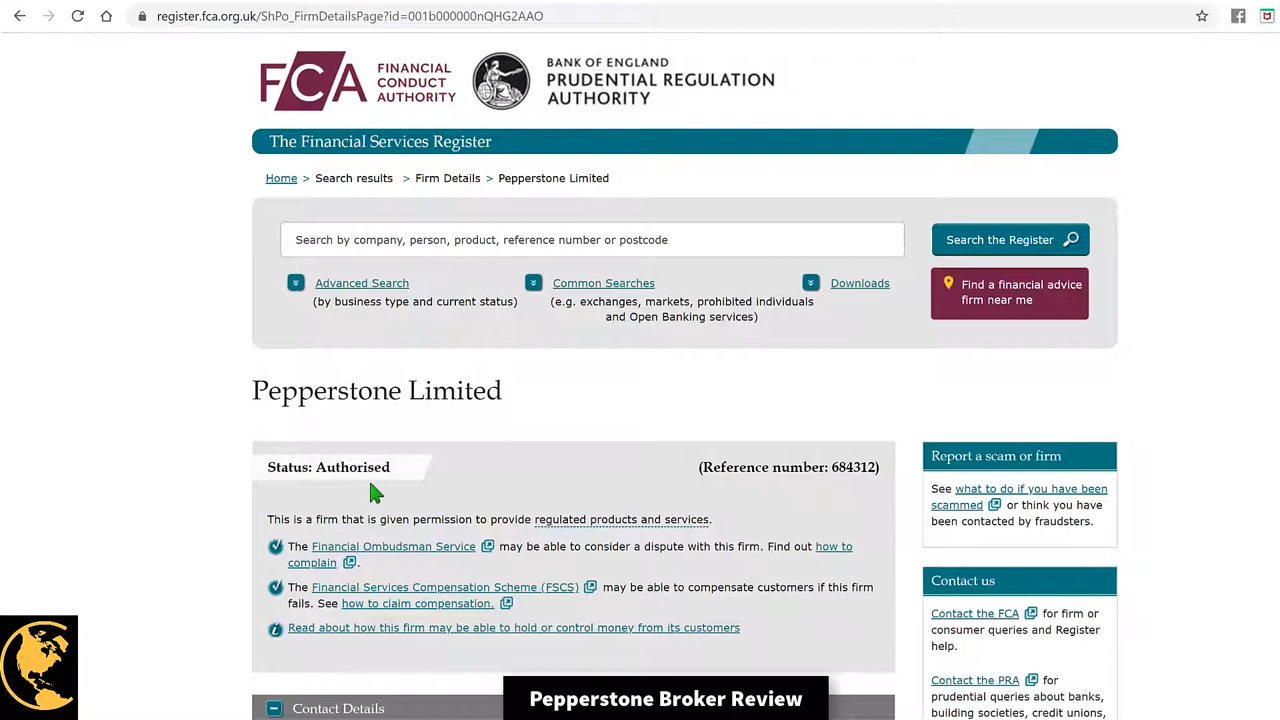 register.fca.org.uk/ShPo_FirmDetailsPage?id=001b000000nQHG2AAO
FCA
FINANCIAL
CONDUCT
AUTHORITY
BANK OF ENGLAND
PRUDENTIAL REGULATION
AUTHORITY
The Financial Services Register
Home > Search results > Firm Details > Pepperstone Limited
Search by company, person, product, reference number or postcode
Search the Register
Advanced Search
(by business type and current status)
Common Searches
(e.g. exchanges, markets, prohibited individuals
and Open Banking services)
Downloads
Find a financial advice
firm near me
Pepperstone Limited
Status: Authorised
(Reference number: 684312)
This is a firm that is given permission to provide regulated products and services.
The Financial Ombudsman Service may be able to consider a dispute with this firm. Find out how to
complain.
The Financial Services Compensation Scheme (FSCS) may be able to compensate customers if this firm
fails. See how to claim compensation.
Read about how this firm may be able to hold or control money from its customers
Contact Details
Report a scam or firm
See what to do if you have been
scammed or think you have
been contacted by fraudsters.
Contact us
Contact the FCA for firm or
consumer queries and Register
help.
Contact the PRA for
prudential queries about banks,
building societies, credit unions,
Pepperstone Broker Review